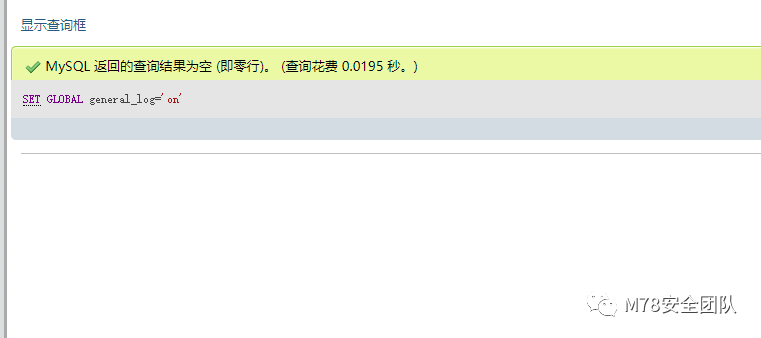 显示查询框
MySQL 返回的查询结果为空 (即零行)。 (查询花费 0.0195 秒。)
SET GLOBAL general_log='on'
M78安全团队